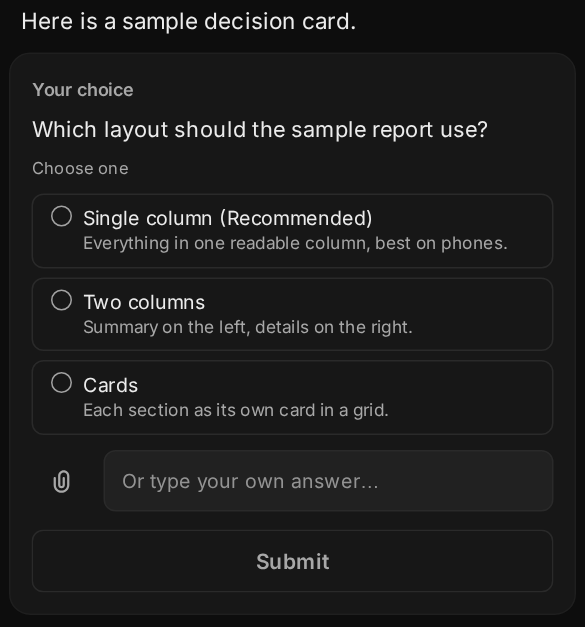 Here is a sample decision card.
Your choice
Which layout should the sample report use?
Choose one
Single column (Recommended)
Everything in one readable column, best on phones.
Two columns
Summary on the left, details on the right.
Cards
Each section as its own card in a grid.
Or type your own answer...
Submit